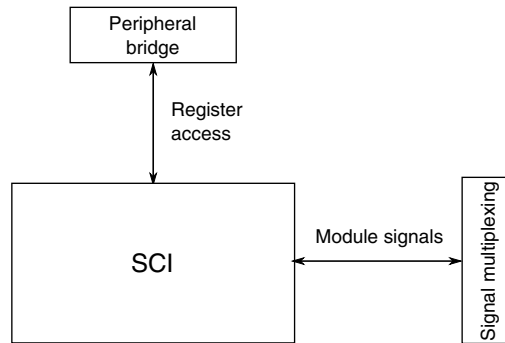 Peripheral
bridge
Register
access
SCI
Module signals
Signal multiplexing